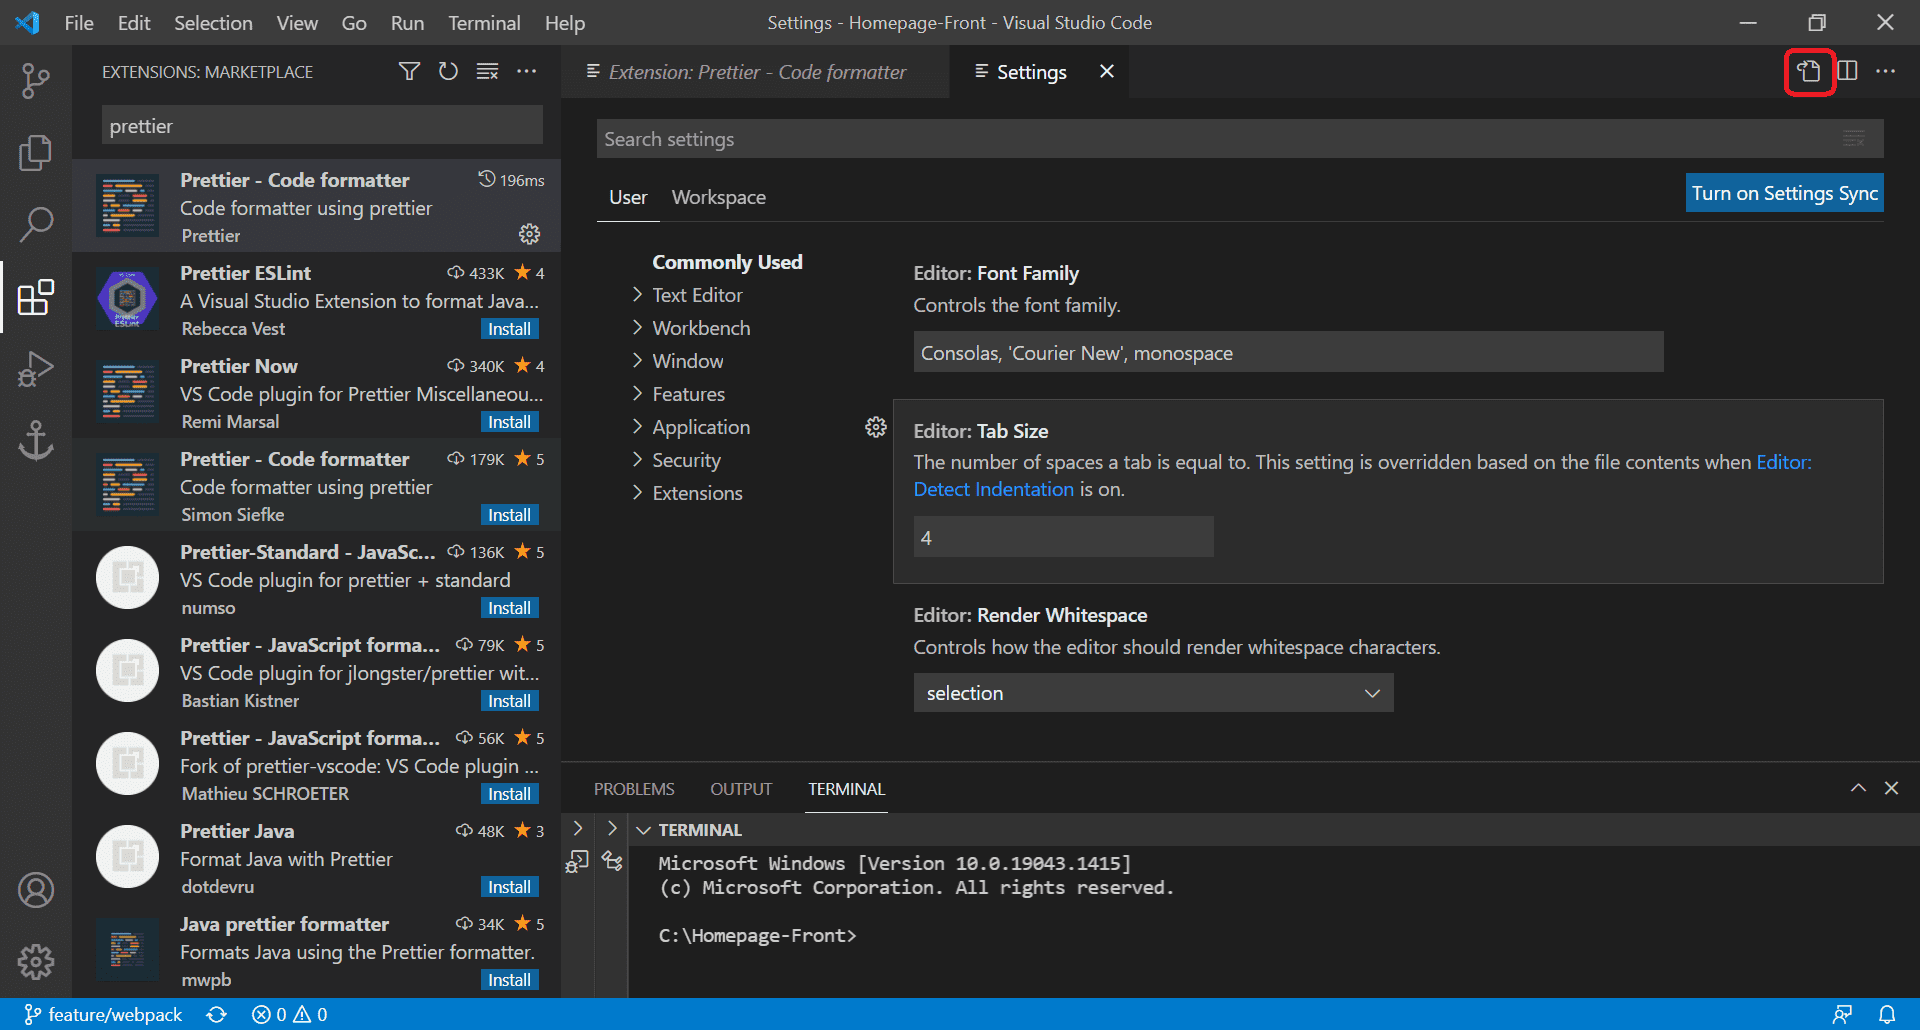 File Edit Selection View Go Run Terminal Help
Settings - Homepage-Front - Visual Studio Code
EXTENSIONS: MARKETPLACE
prettier
Prettier - Code formatter 196ms
Code formatter using prettier
Prettier
Prettier ESLint 433K 4
A Visual Studio Extension to format Java...
Rebecca Vest Install
Prettier Now 340K 4
VS Code plugin for Prettier Miscellaneou...
Remi Marsal Install
Prettier - Code formatter 179K 5
Code formatter using prettier
Simon Siefke Install
Prettier-Standard - JavaSc... 136K 5
VS Code plugin for prettier + standard
numso Install
Prettier - JavaScript forma... 79K 5
VS Code plugin for jlongster/prettier wit...
Bastian Kistner Install
Prettier - JavaScript forma... 56K 5
Fork of prettier-vscode: VS Code plugin ...
Mathieu SCHROETER Install
Prettier Java 48K 3
Format Java with Prettier
dotdevru Install
Java prettier formatter 34K 5
Formats Java using the Prettier formatter.
mwpb Install
Extension: Prettier - Code formatter
Settings
Search settings
User Workspace
Turn on Settings Sync
Commonly Used
Text Editor
Workbench
Window
Features
Application
Security
Extensions
Editor: Font Family
Controls the font family.
Consolas, 'Courier New', monospace
Editor: Tab Size
The number of spaces a tab is equal to. This setting is overridden based on the file contents when Editor:
Detect Indentation is on.
4
Editor: Render Whitespace
Controls how the editor should render whitespace characters.
selection
PROBLEMS OUTPUT TERMINAL
TERMINAL
Microsoft Windows [Version 10.0.19043.1415]
(c) Microsoft Corporation. All rights reserved.
C:\Homepage-Front>
feature/webpack 0 0